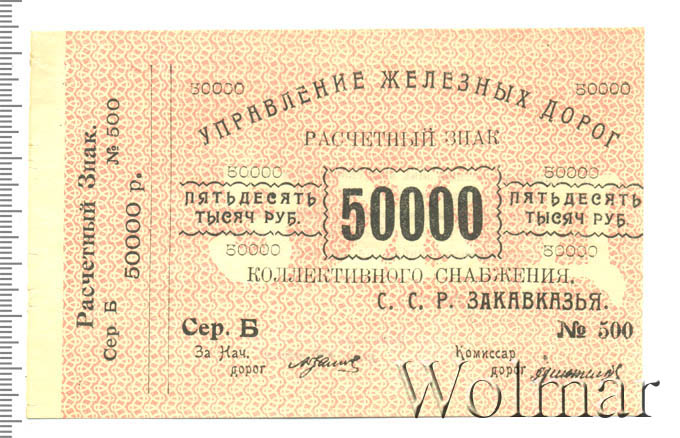 Расчетный Знак.
Сер. Б № 500
50000 р.
50000 50000
УПРАВЛЕНИЕ ЖЕЛЕЗНЫХ ДОРОГ
РАСЧЕТНЫЙ ЗНАК
50000 50000
ПЯТЬДЕСЯТЬ 50000 ПЯТЬДЕСЯТЬ
ТЫСЯЧ РУБ. ТЫСЯЧ РУБ.
50000 50000
КОЛЛЕКТИВНОГО СНАБЖЕНИЯ.
С. С. Р. ЗАКАВКАЗЬЯ.
Сер. Б № 500
За Нач. Комиссар
дорог дорог
Wolmar